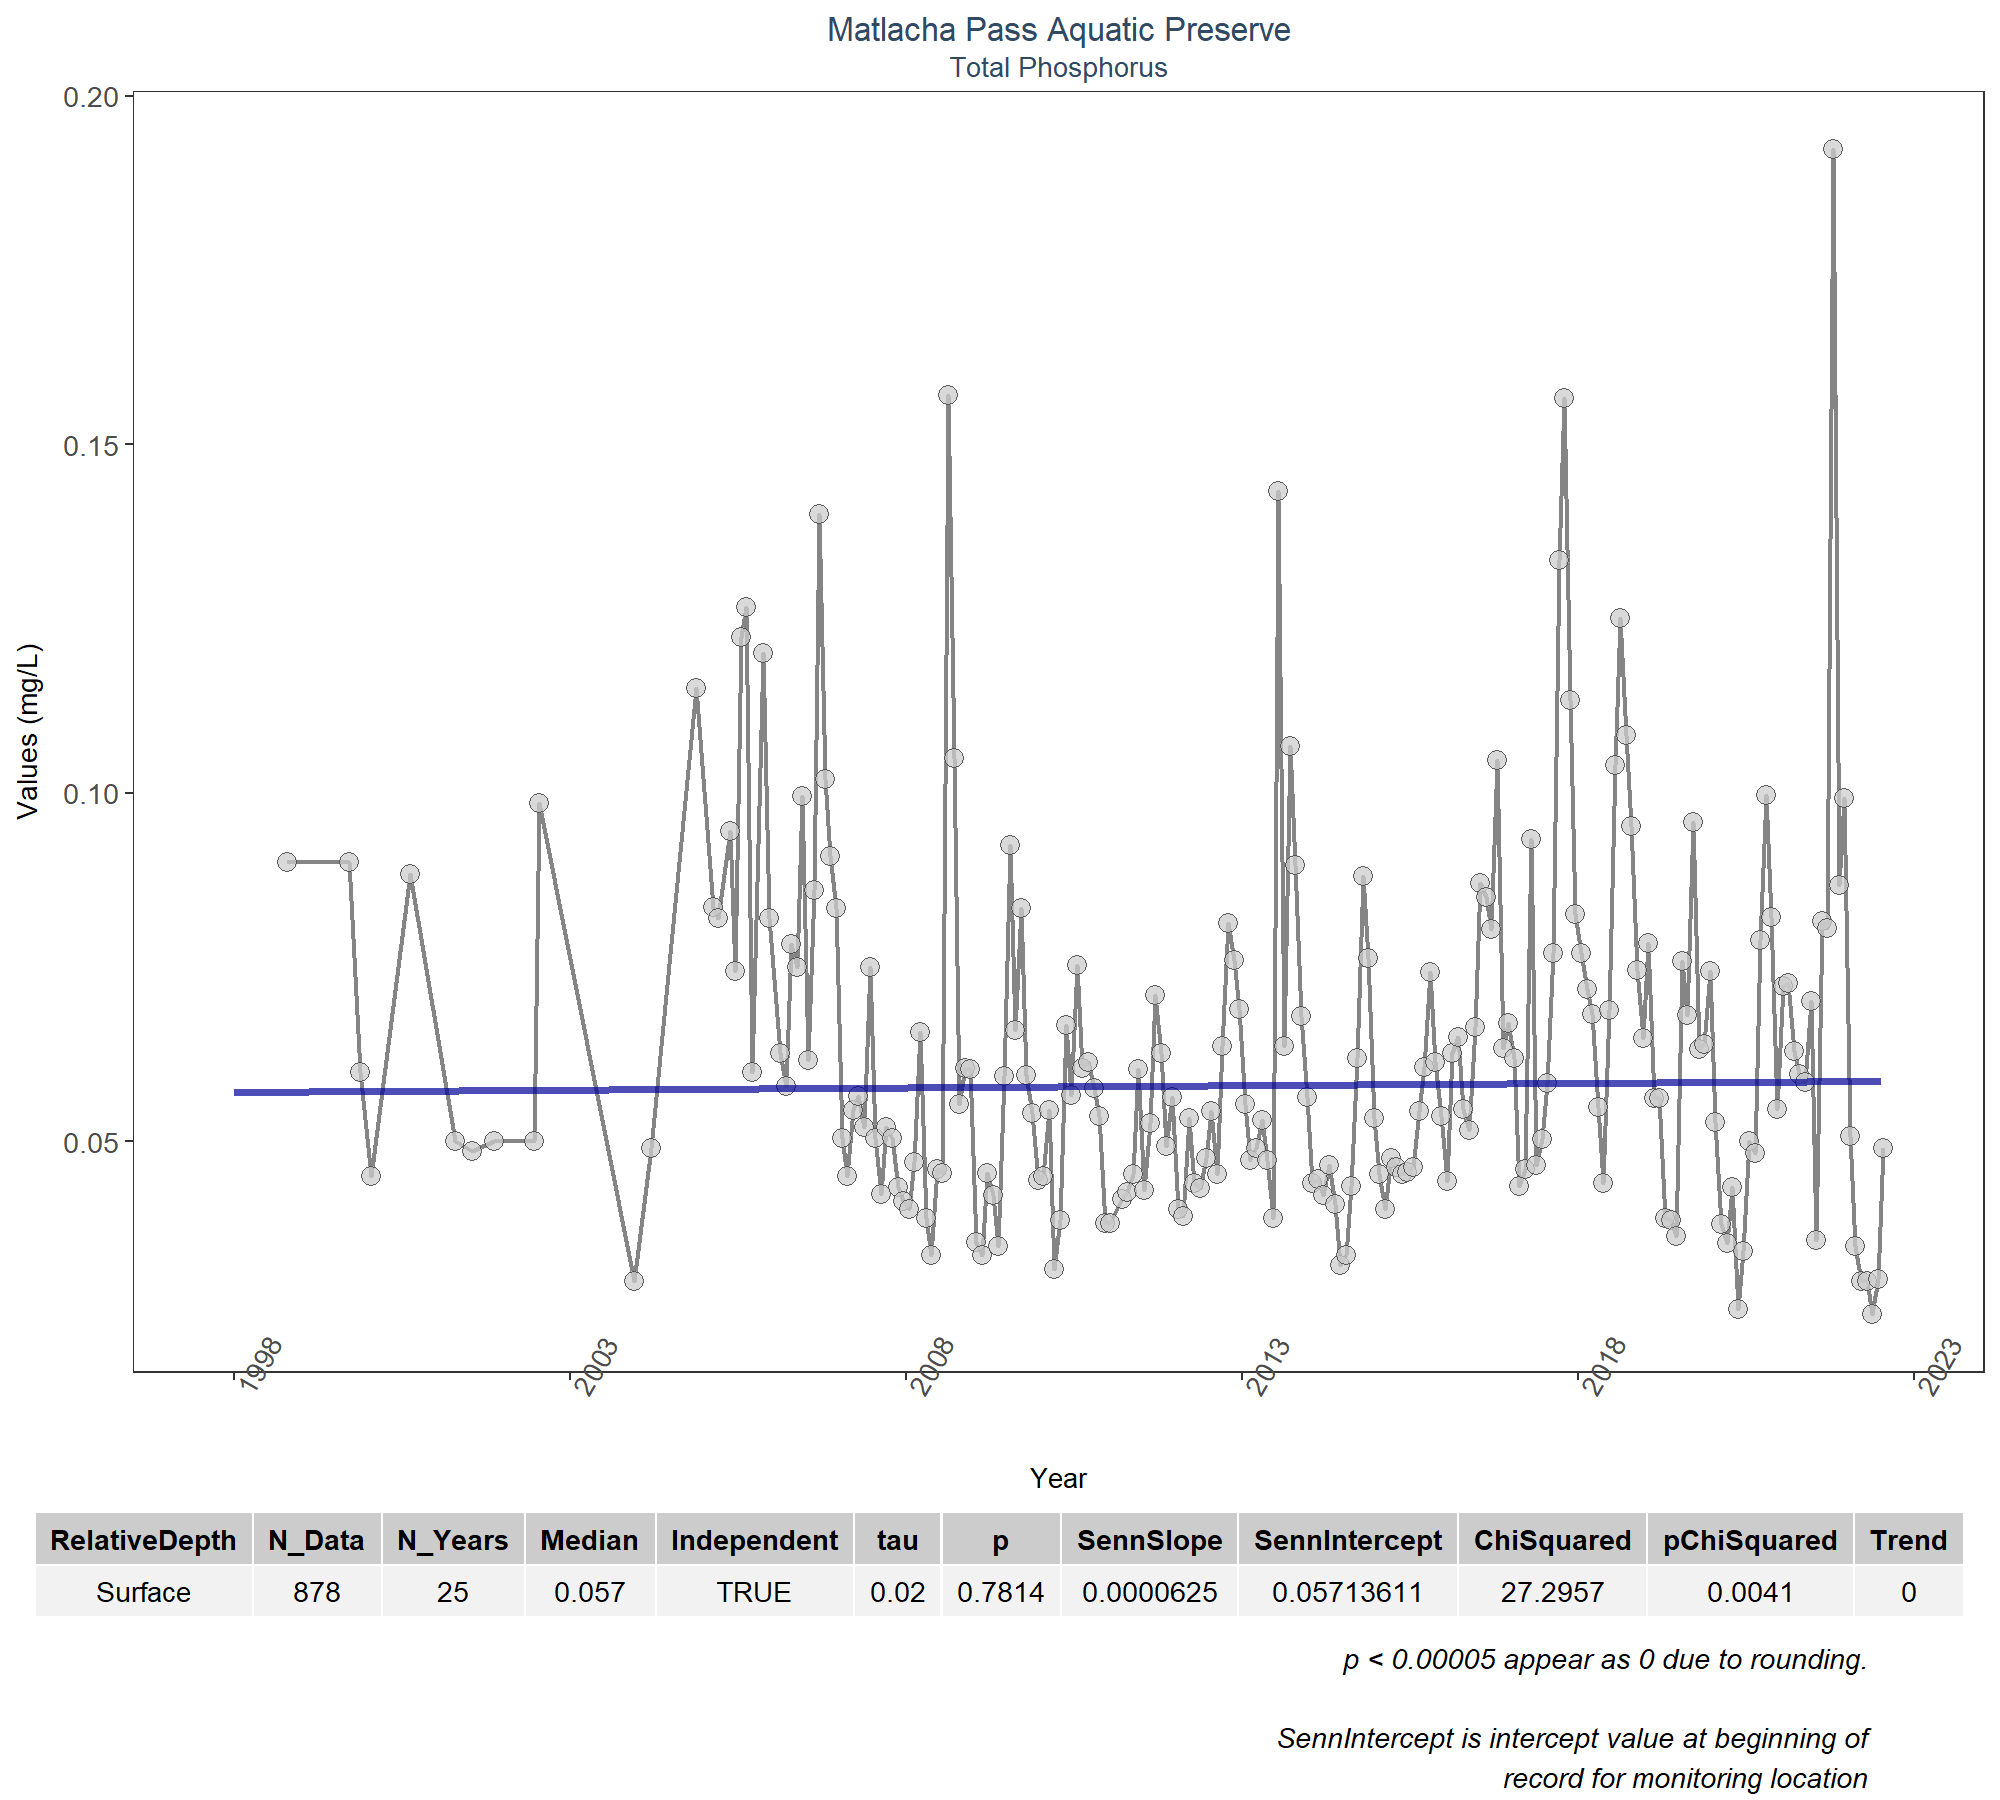 Matlacha Pass Aquatic Preserve
Total Phosphorus
0.20
0.15
0.10
0.05
Values (mg/L)
1998 2003 2008 2013 2018 2023
Year
RelativeDepth N_Data N_Years Median Independent tau p SennSlope SennIntercept ChiSquared pChiSquared Trend
Surface 878 25 0.057 TRUE 0.02 0.7814 0.0000625 0.05713611 27.2957 0.0041 0
p < 0.00005 appear as 0 due to rounding.
SennIntercept is intercept value at beginning of
record for monitoring location